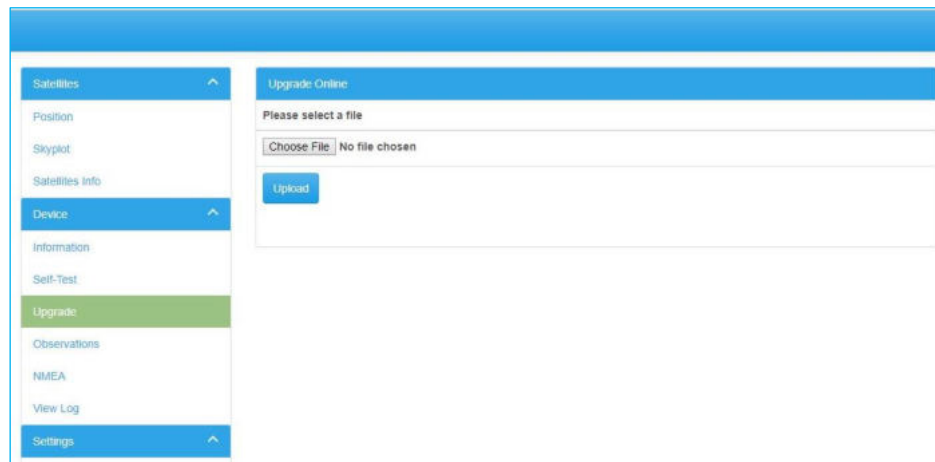 Satellites
Position
Skyplot
Satellites Info
Device
Information
Self-Test
Upgrade
Observations
NMEA
View Log
Settings
Upgrade Online
Please select a file
Choose File No file chosen
Upload